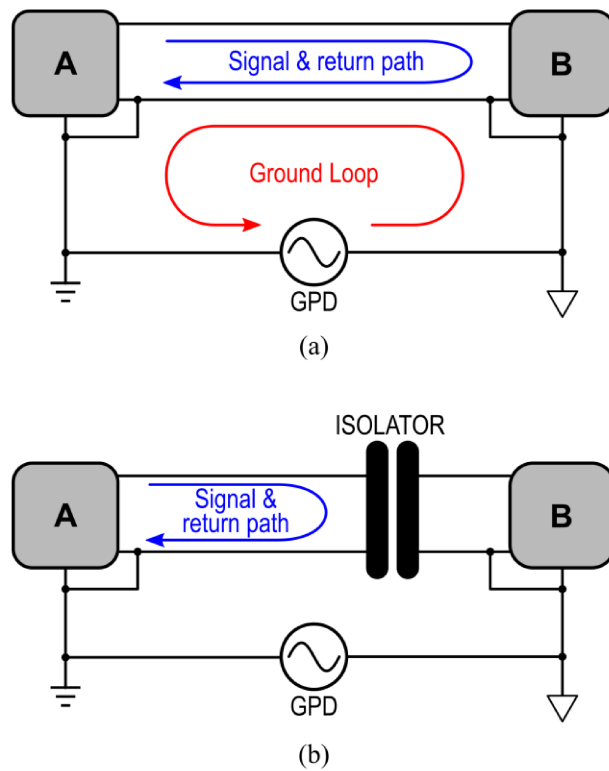 A
Signal & return path
B
Ground Loop
GPD
(a)
ISOLATOR
A
Signal &
return path
B
GPD
(b)